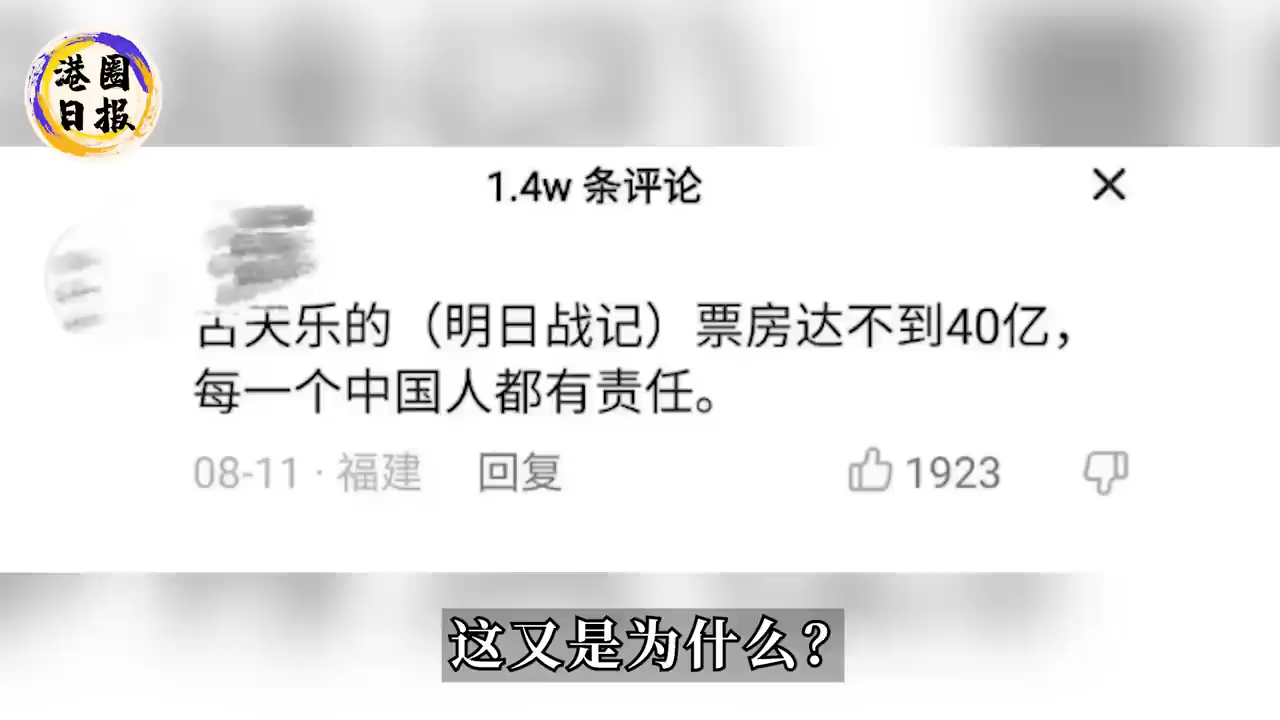 港圈
日报
1.4w 条评论
古天乐的（明日战记）票房达不到40亿，
每一个中国人都有责任。
08-11 · 福建 回复 1923
这又是为什么？